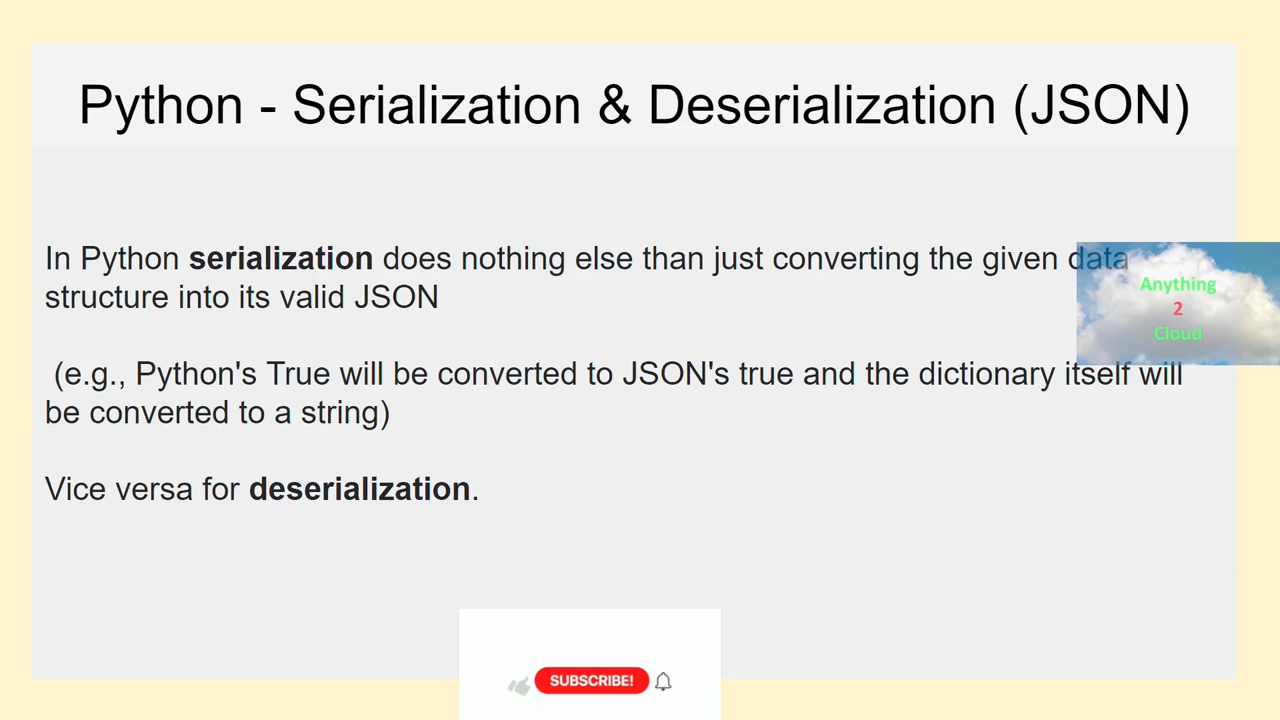 Python - Serialization & Deserialization (JSON)
In Python serialization does nothing else than just converting the given data
structure into its valid JSON
Anything
2
Cloud
(e.g., Python's True will be converted to JSON's true and the dictionary itself will
be converted to a string)
Vice versa for deserialization.
SUBSCRIBE!